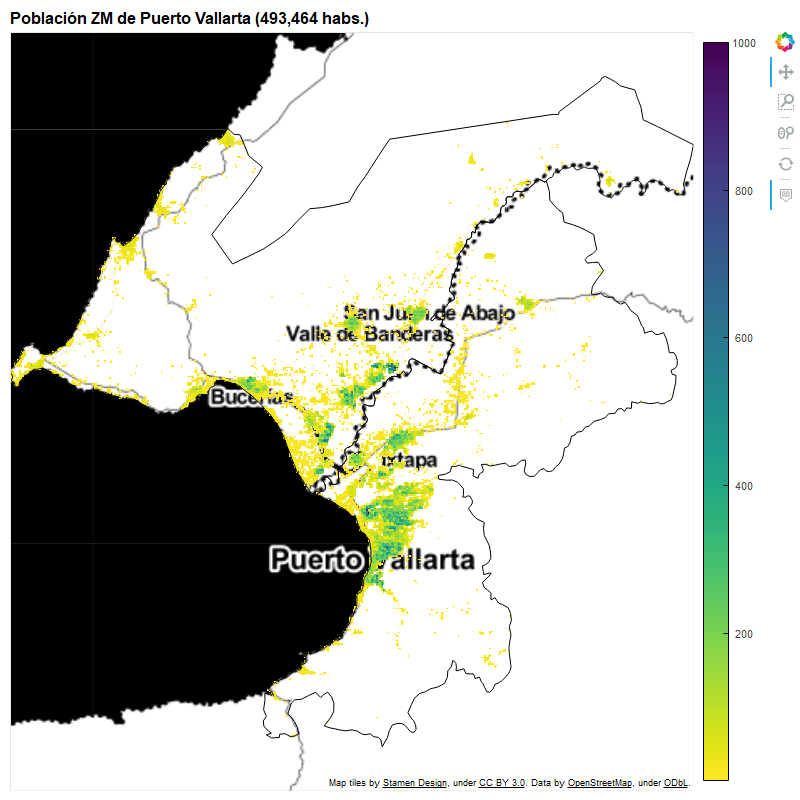 Población ZM de Puerto Vallarta (493,464 habs.)
1000
800
600
400
200
San Juan de Abajo
Valle de Banderas
Bucerías
Ixtapa
Puerto Vallarta
Map tiles by Stamen Design, under CC BY 3.0. Data by OpenStreetMap, under ODbL.